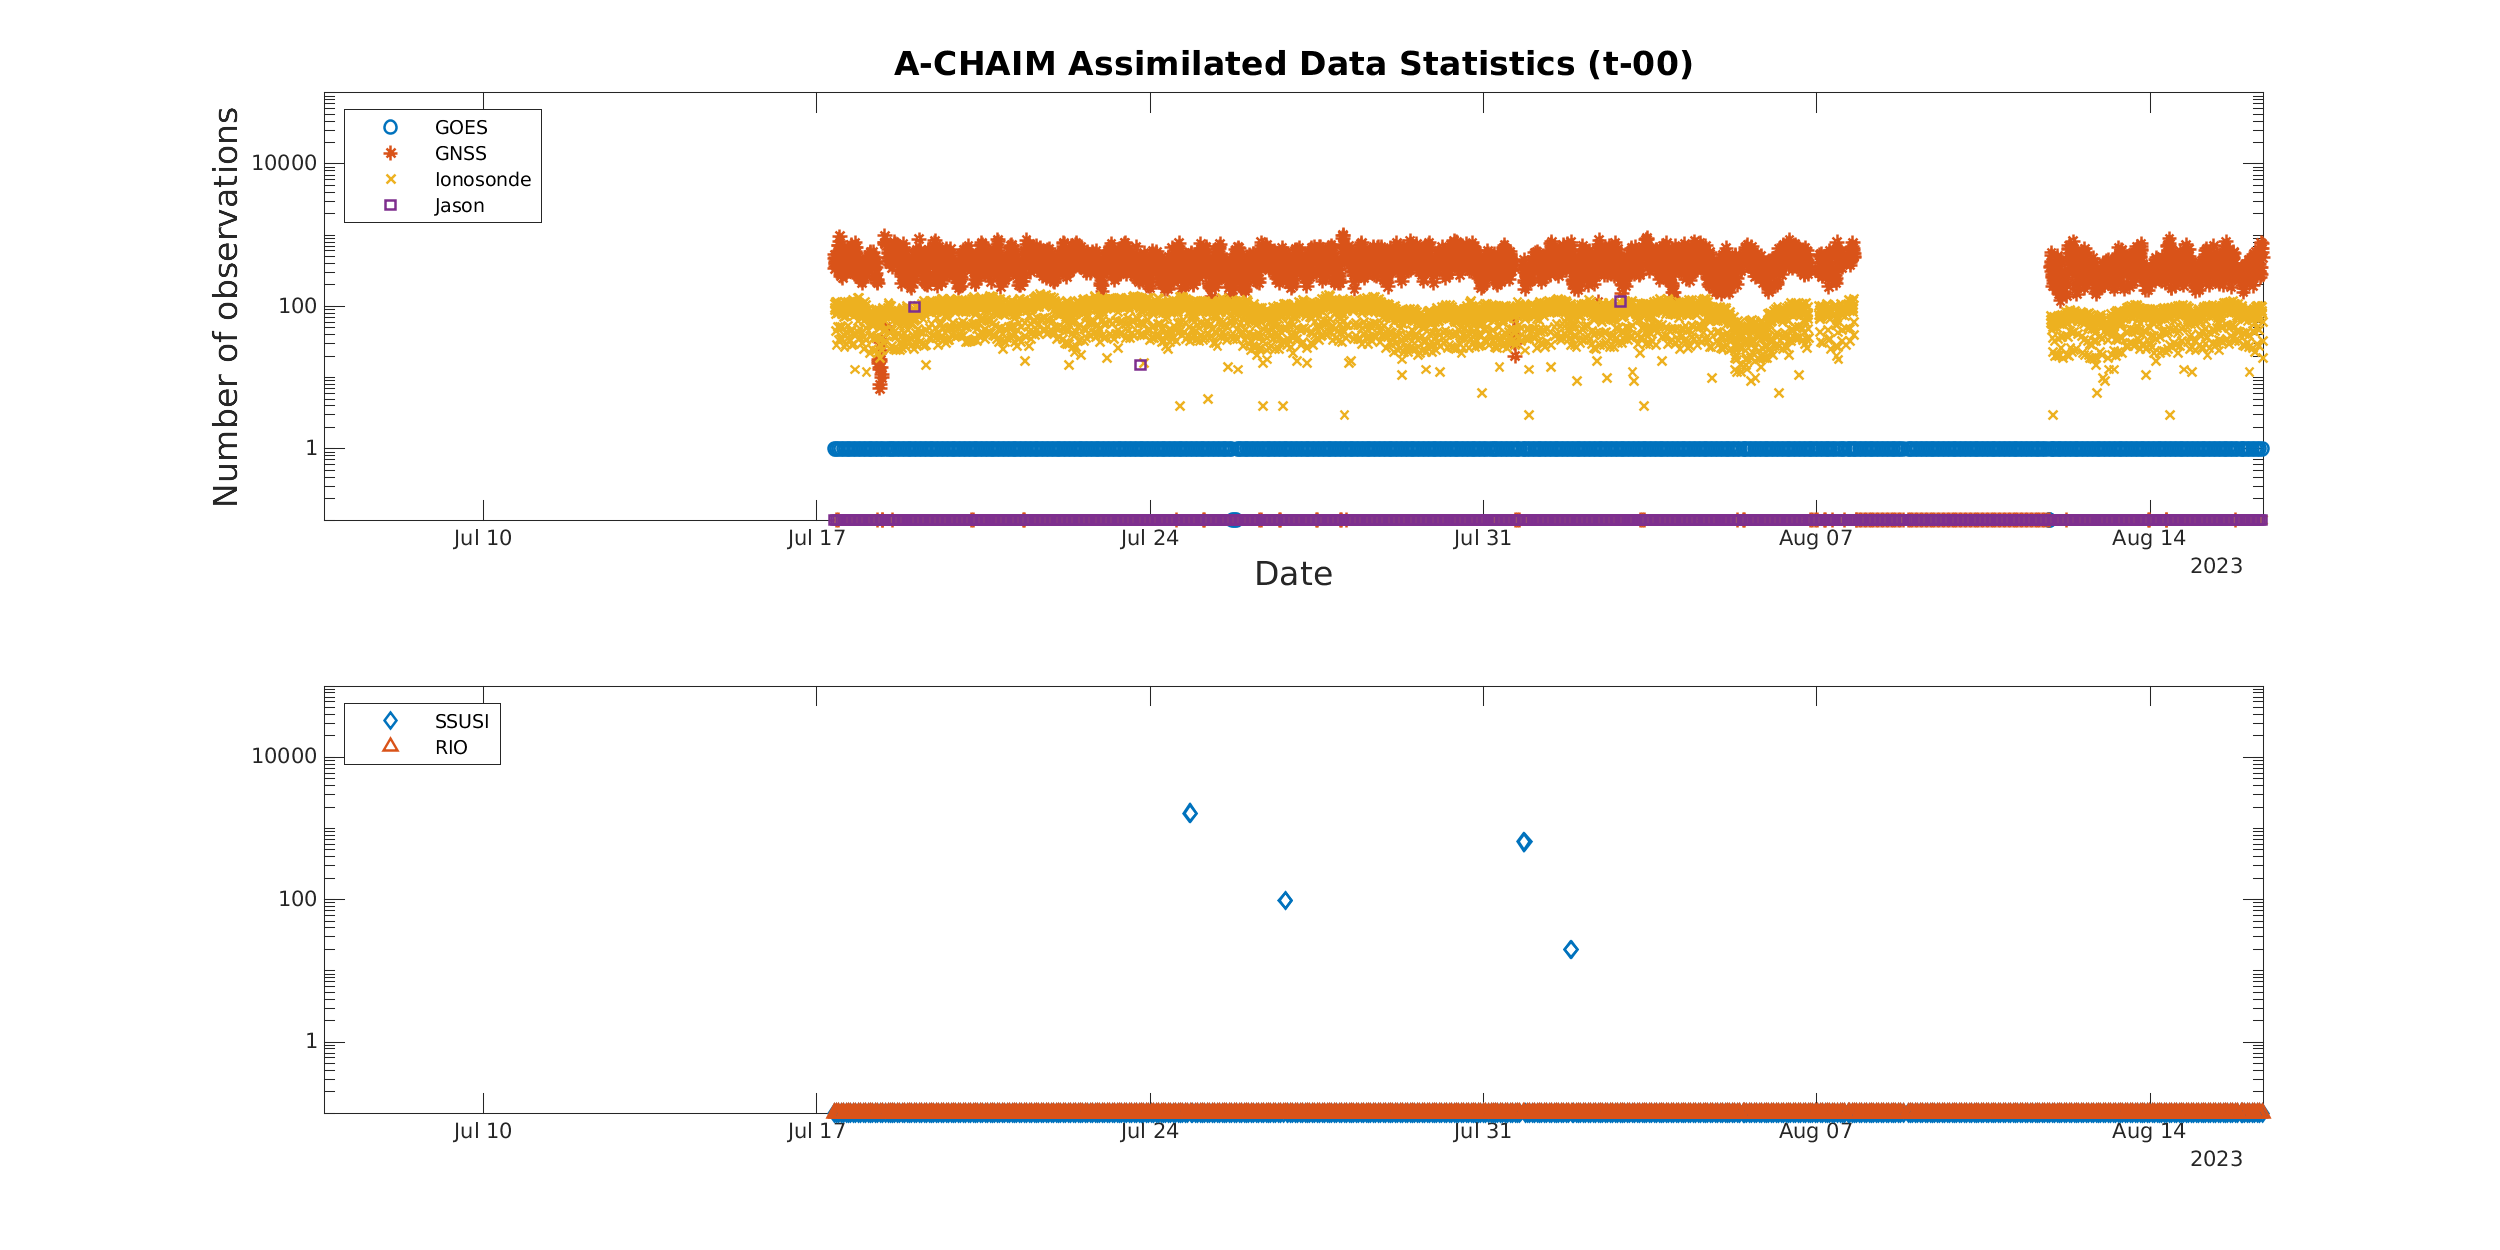 A-CHAIM Assimilated Data Statistics (t-00)
Number of observations
GOES
GNSS
Ionosonde
Jason
10000
100
1
Jul 10
Jul 17
Jul 24
Jul 31
Aug 07
Aug 14
2023
Date
SSUSI
RIO
10000
100
1
Jul 10
Jul 17
Jul 24
Jul 31
Aug 07
Aug 14
2023